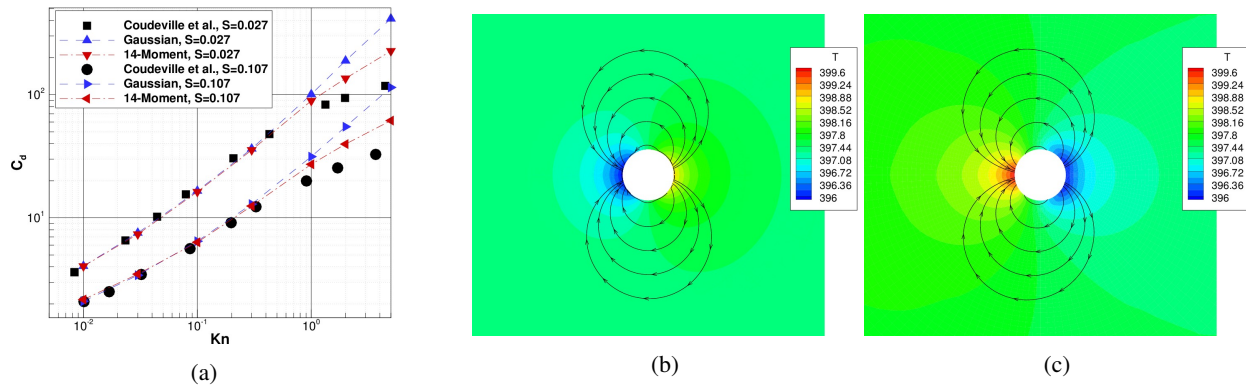 Coudeville et al., S=0.027
Gaussian, S=0.027
14-Moment, S=0.027
Coudeville et al., S=0.107
Gaussian, S=0.107
14-Moment, S=0.107
10²
10¹
C_d
10⁻²
10⁻¹
10⁰
Kn
(a)
T
399.6
399.24
398.88
398.52
398.16
397.8
397.44
397.08
396.72
396.36
396
(b)
T
399.6
399.24
398.88
398.52
398.16
397.8
397.44
397.08
396.72
396.36
396
(c)